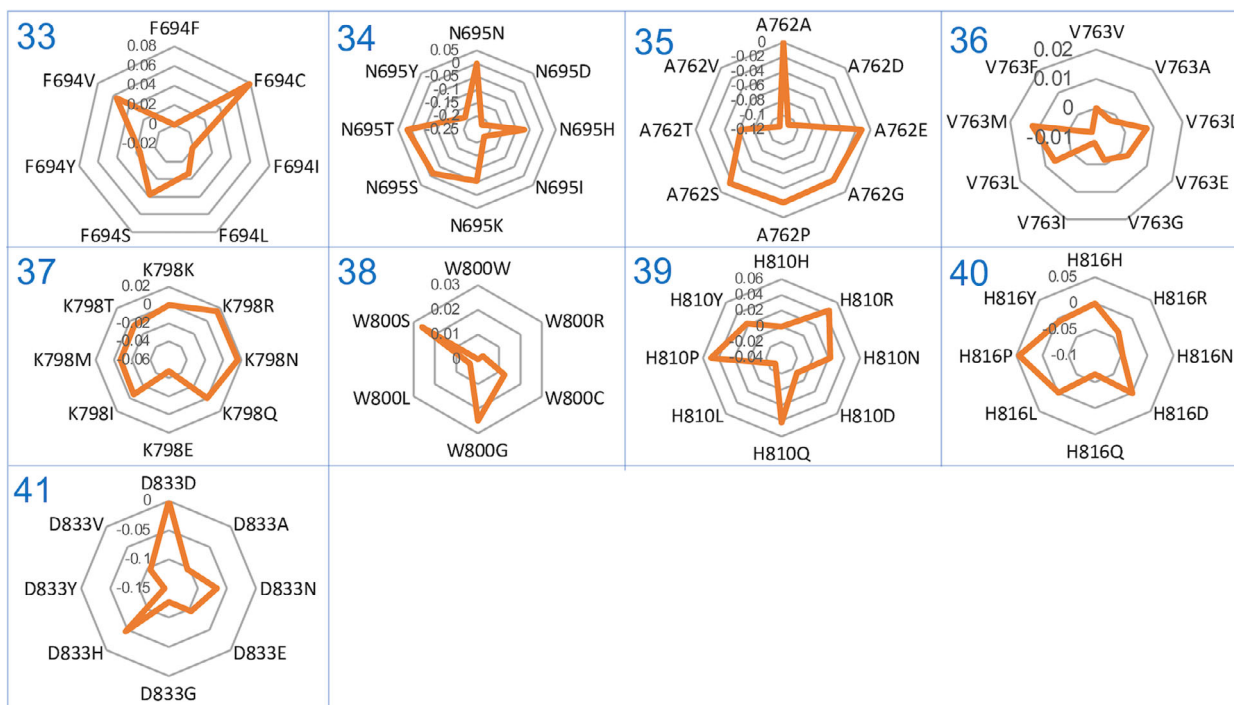 33
F694F
F694C
F694I
F694L
F694S
F694Y
F694V
0.08
0.06
0.04
0.02
0
-0.02
34
N695N
N695D
N695H
N695I
N695K
N695S
N695T
N695Y
0.05
0
-0.05
-0.1
-0.15
-0.2
-0.25
35
A762A
A762D
A762E
A762G
A762P
A762S
A762T
A762V
0
-0.02
-0.04
-0.06
-0.08
-0.1
-0.12
36
V763V
V763A
V763D
V763E
V763G
V763I
V763L
V763M
V763F
0.02
0.01
0
-0.01
37
K798K
K798R
K798N
K798Q
K798E
K798I
K798M
K798T
0.02
0
-0.02
-0.04
-0.06
38
W800W
W800R
W800C
W800G
W800L
W800S
0.03
0.02
0.01
0
39
H810H
H810R
H810N
H810D
H810Q
H810L
H810P
H810Y
0.06
0.04
0.02
0
-0.02
-0.04
40
H816H
H816R
H816N
H816D
H816Q
H816L
H816P
H816Y
0.05
0
-0.05
-0.1
41
D833D
D833A
D833N
D833E
D833G
D833H
D833Y
D833V
0
-0.05
-0.1
-0.15